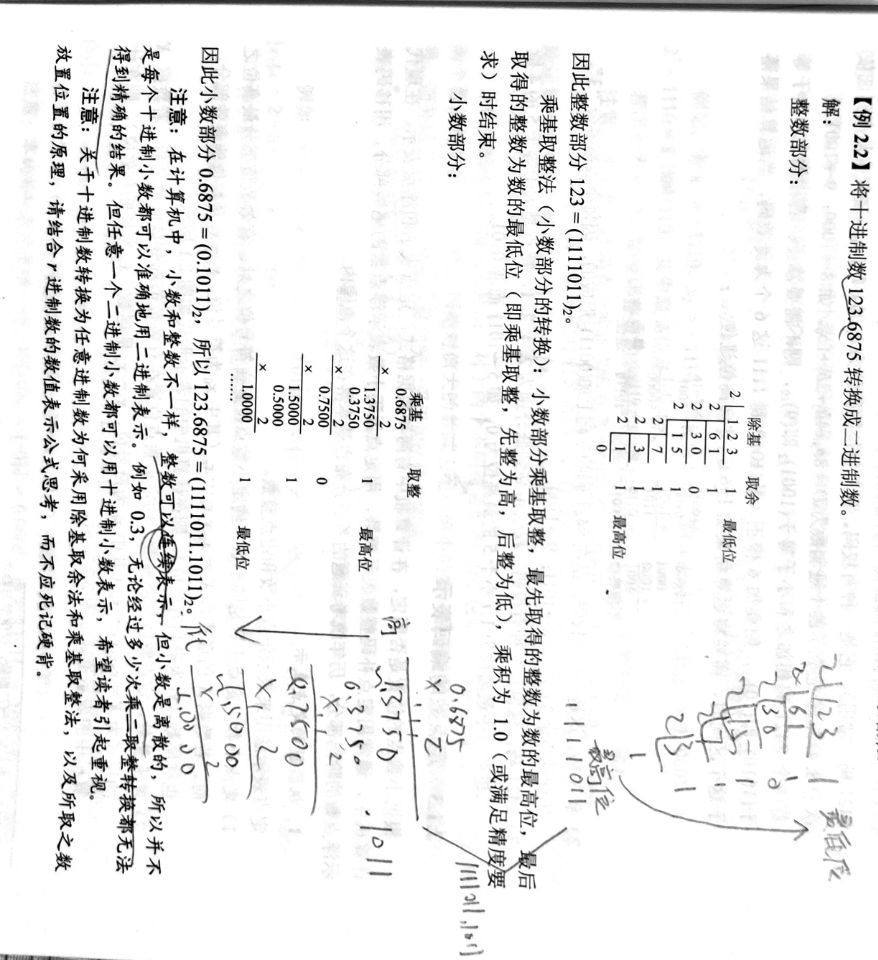 【例 2.2】将十进制数 123.6875 转换成二进制数。
解：
整数部分：
除基 取余
2 1 2 3 1 最低位
2 6 1 1
2 3 0 0
2 1 5 1
2 7 1
2 3 1
2 1 1 最高位
0
因此整数部分 123 = (1111011)₂。
乘基取整法（小数部分的转换）：小数部分乘基取整，最先取得的整数为数的最高位，最后
取得的整数为数的最低位（即乘基取整，先整为高，后整为低），乘积为 1.0（或满足精度要
求）时结束。
小数部分：
乘基 取整
0.6875
× 2
1.3750 1 最高位
0.3750
× 2
0.7500 0
× 2
1.5000 1
0.5000
× 2
1.0000 1 最低位
……
因此小数部分 0.6875 = (0.1011)₂，所以 123.6875 = (1111011.1011)₂。
注意：在计算机中，小数和整数不一样，整数可以连续表示，但小数是离散的，所以并不
是每个十进制小数都可以准确地用二进制表示。例如 0.3，无论经过多少次乘二取整转换都无法
得到精确的结果。但任意一个二进制小数都可以用十进制小数表示，希望读者引起重视。
注意：关于十进制数转换为任意进制数为何采用除基取余法和乘基取整法，以及所取之数
放置位置的原理，请结合 r 进制数的数值表示公式思考，而不应死记硬背。
2 123 1 最低位
2 61 1
2 30 0
2 15 1
2 7 1
2 3 1
1
最高位
1111011
0.6875
× 2
高 1.3750 .1011
0.3750
× 2
0.7500
2
1.5000
× 2
低 1.0000